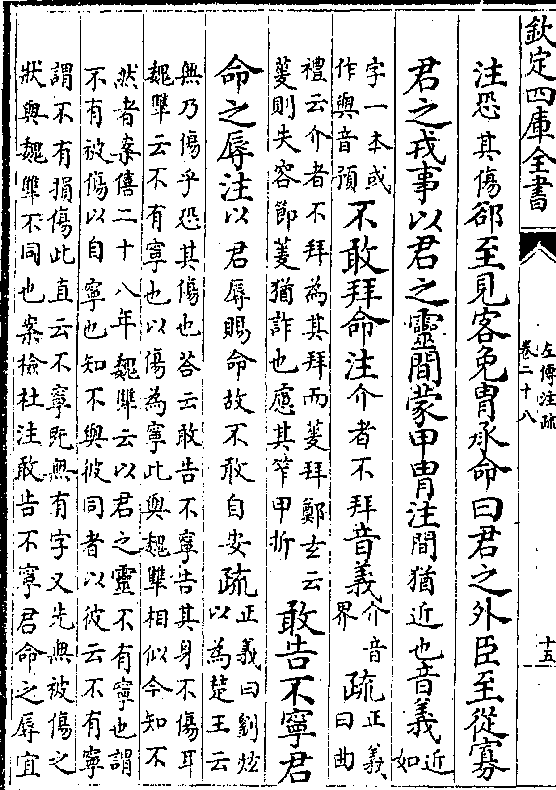 欽定四庫全書
左傳注疏
卷二十八
十五
注恐其傷郤至見客免冑承命曰君之外臣至從寡
君之戎事以君之靈間蒙甲冑注間猶近也音義近
如
字一本或
作與音預
不敢拜命注介者不拜音義介音
界
疏正義
曰曲
禮云介者不拜為其拜而蓌拜鄭玄云
蓌則失容節蓌猶詐也慮其笮甲折
敢告不寧君
命之辱注以君辱賜命故不敢自安疏正義曰劉炫
以為楚王云
無乃傷乎恐其傷也荅云敢告不寧告其身不傷耳
魏犨云不有寧也以傷為寧此與魏犨相似今知不
然者案僖二十八年魏犨云以君之靈不有寧也謂
不有被傷以自寧也知不與彼同者以彼云不有寧
謂不有損傷此直云不寧既無有字又先無被傷之
狀與魏犨不同也案檢杜注敢告不寧君命之辱宜